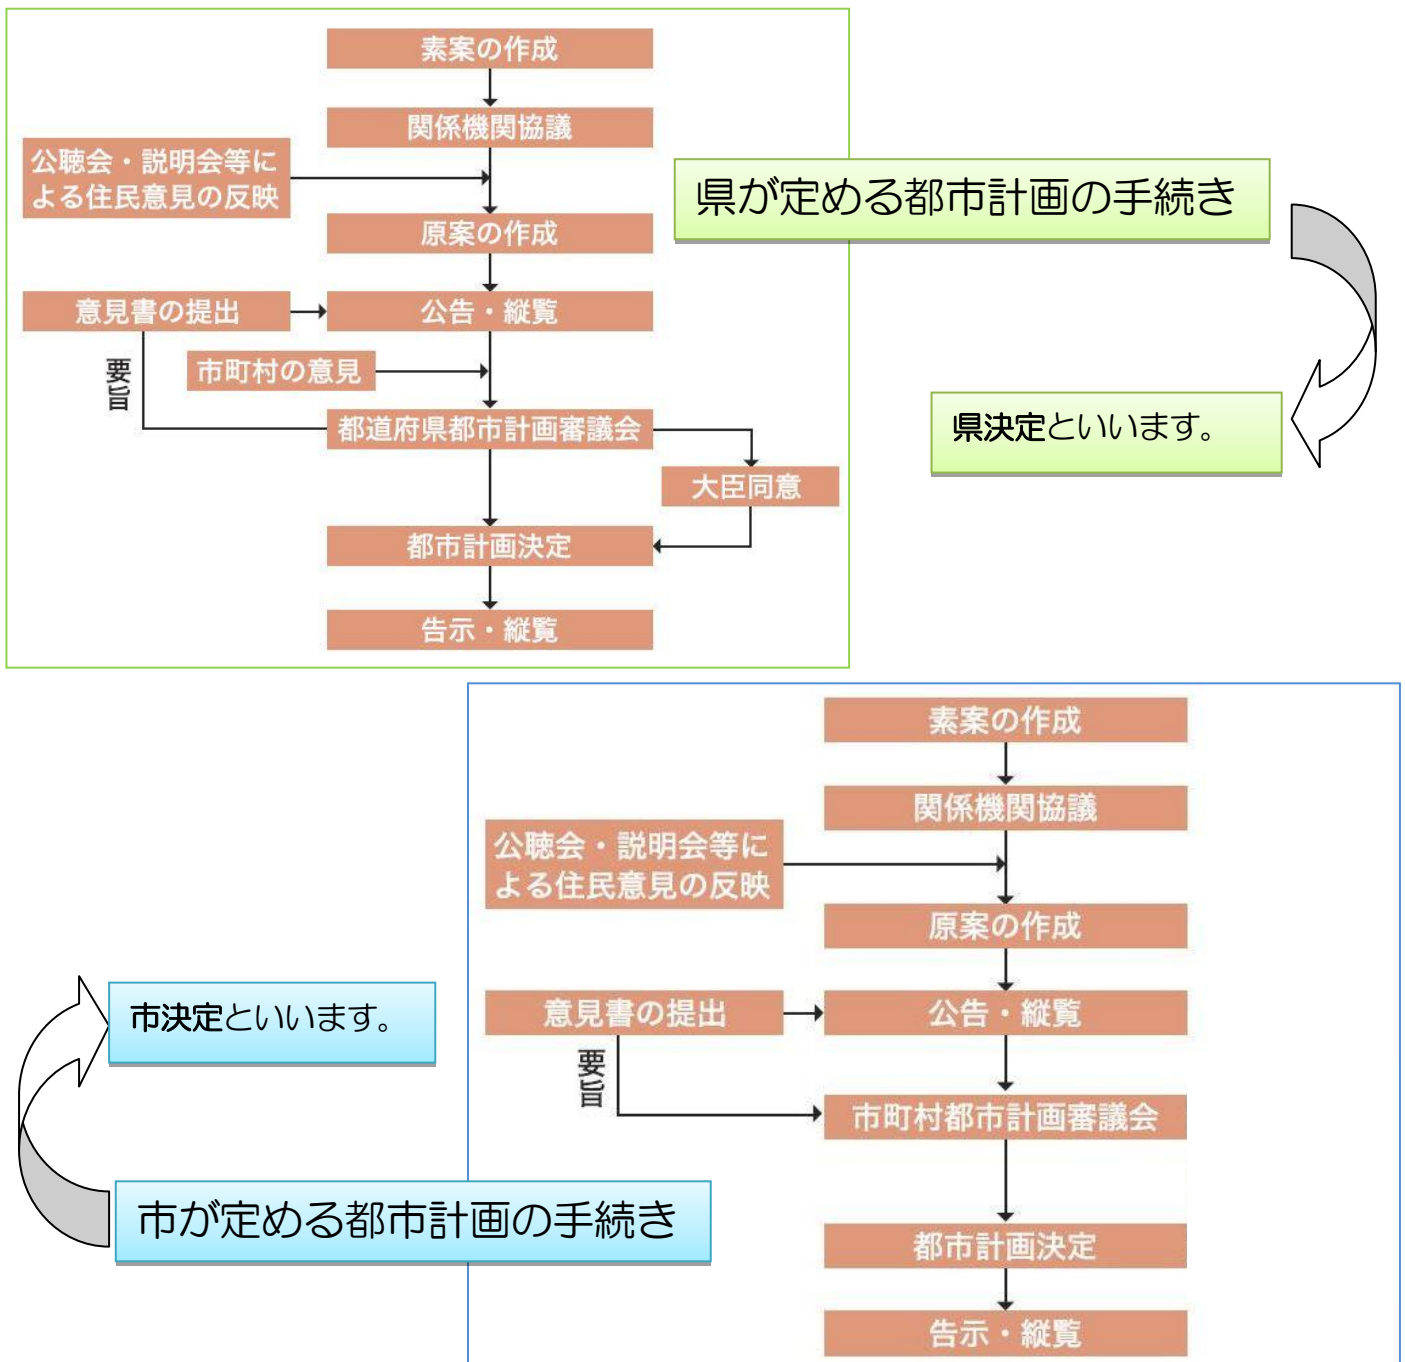 素案の作成
関係機関協議
公聴会・説明会等に
よる住民意見の反映
県が定める都市計画の手続き
原案の作成
意見書の提出
公告・縦覧
要旨
市町村の意見
都道府県都市計画審議会
県決定といいます。
大臣同意
都市計画決定
告示・縦覧
素案の作成
関係機関協議
公聴会・説明会等に
よる住民意見の反映
原案の作成
意見書の提出
公告・縦覧
市決定といいます。
要旨
市町村都市計画審議会
市が定める都市計画の手続き
都市計画決定
告示・縦覧